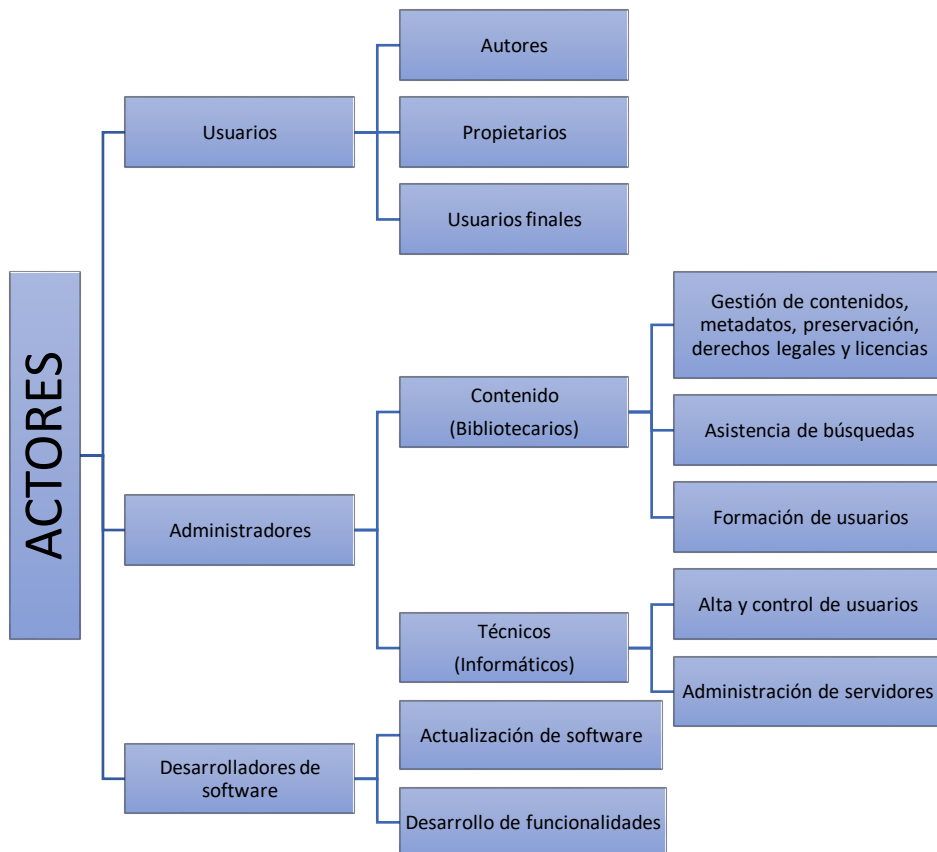 ACTORES
Usuarios
Autores
Propietarios
Usuarios finales
Administradores
Contenido
(Bibliotecarios)
Gestión de contenidos,
metadatos, preservación,
derechos legales y licencias
Asistencia de búsquedas
Formación de usuarios
Técnicos
(Informáticos)
Alta y control de usuarios
Administración de servidores
Desarrolladores de
software
Actualización de software
Desarrollo de funcionalidades